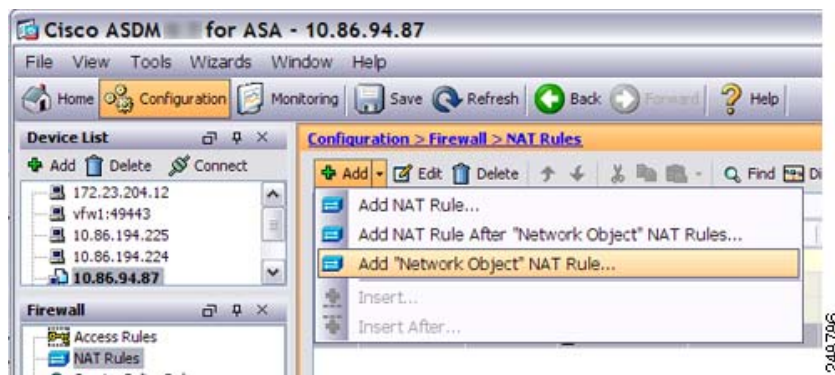 Cisco ASDM for ASA - 10.86.94.87
File View Tools Wizards Window Help
Home Configuration Monitoring Save Refresh Back Forward Help
Device List
Add Delete Connect
172.23.204.12
vfw1:49443
10.86.194.225
10.86.194.224
10.86.94.87
Firewall
Access Rules
NAT Rules
Configuration > Firewall > NAT Rules
Add Edit Delete Find Di
Add NAT Rule...
Add NAT Rule After "Network Object" NAT Rules...
Add "Network Object" NAT Rule...
Insert...
Insert After...
248786